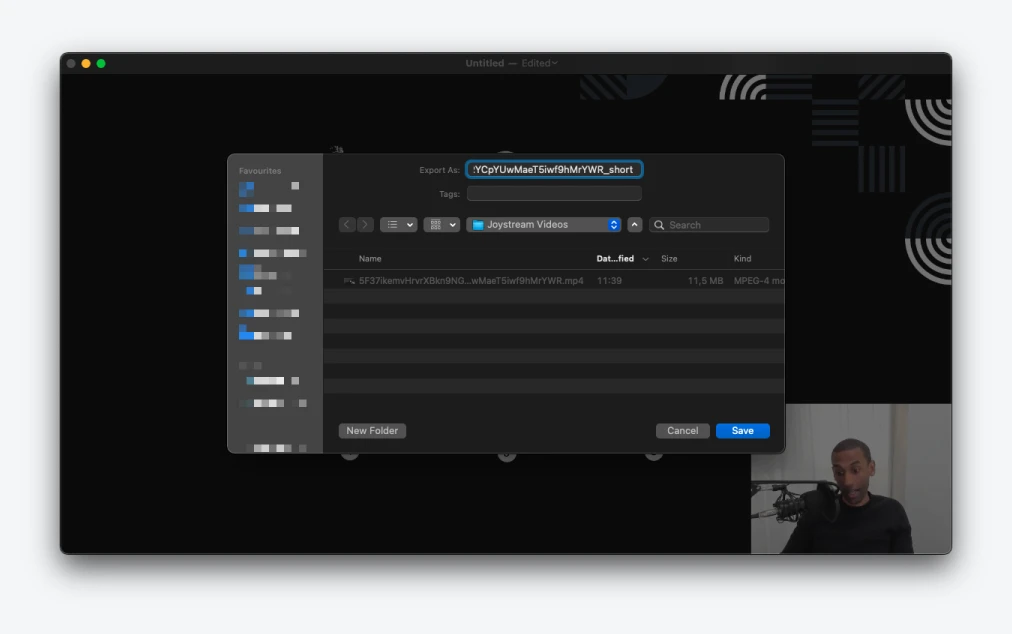 Untitled — Edited
Favourites
Export As: YCpYUwMaeT5iwf9hMrYWR_short
Tags:
Joystream Videos
Search
Name Dat...fied Size Kind
5F37ikemvHrvrXBkn9NG...wMaeT5iwf9hMrYWR.mp4 11:39 11,5 MB MPEG-4 mo
New Folder Cancel Save